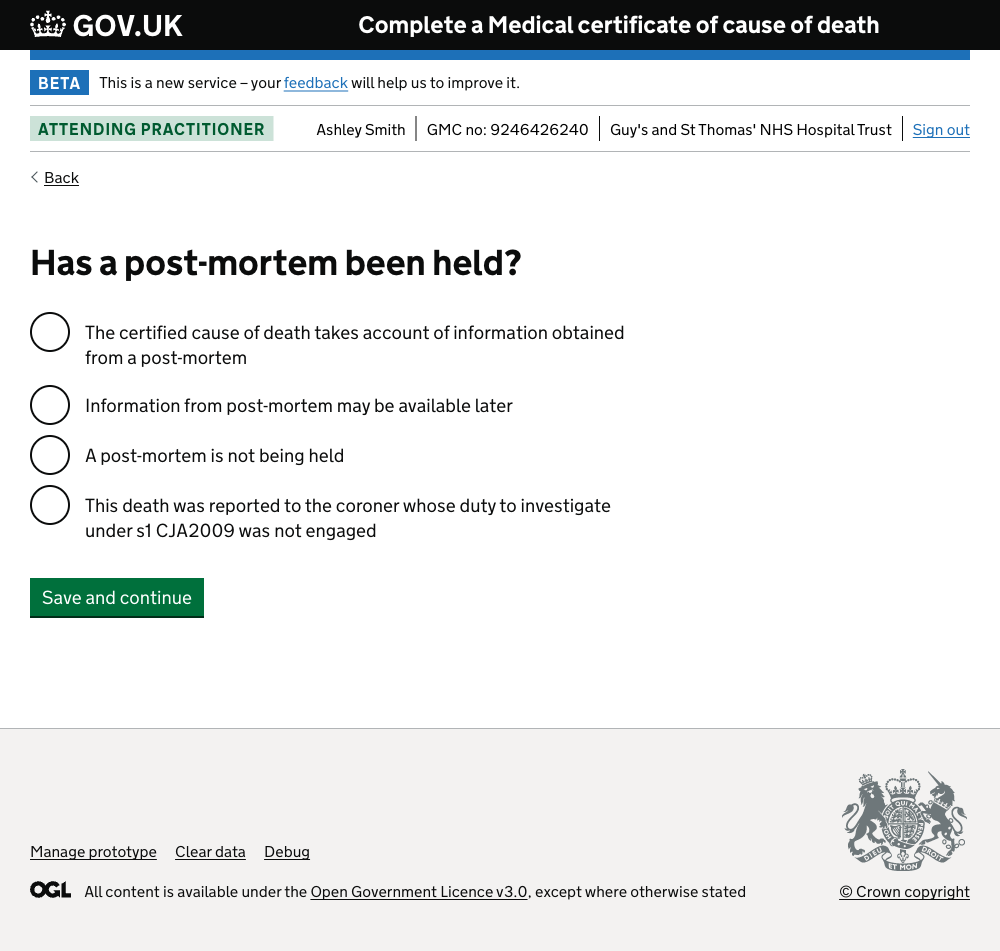 GOV.UK Complete a Medical certificate of cause of death
BETA This is a new service – your feedback will help us to improve it.
ATTENDING PRACTITIONER Ashley Smith GMC no: 9246426240 Guy's and St Thomas' NHS Hospital Trust Sign out
Back
Has a post-mortem been held?
The certified cause of death takes account of information obtained
from a post-mortem
Information from post-mortem may be available later
A post-mortem is not being held
This death was reported to the coroner whose duty to investigate
under s1 CJA2009 was not engaged
Save and continue
DIEU ET MON DROIT
Manage prototype Clear data Debug
OGL All content is available under the Open Government Licence v3.0, except where otherwise stated © Crown copyright